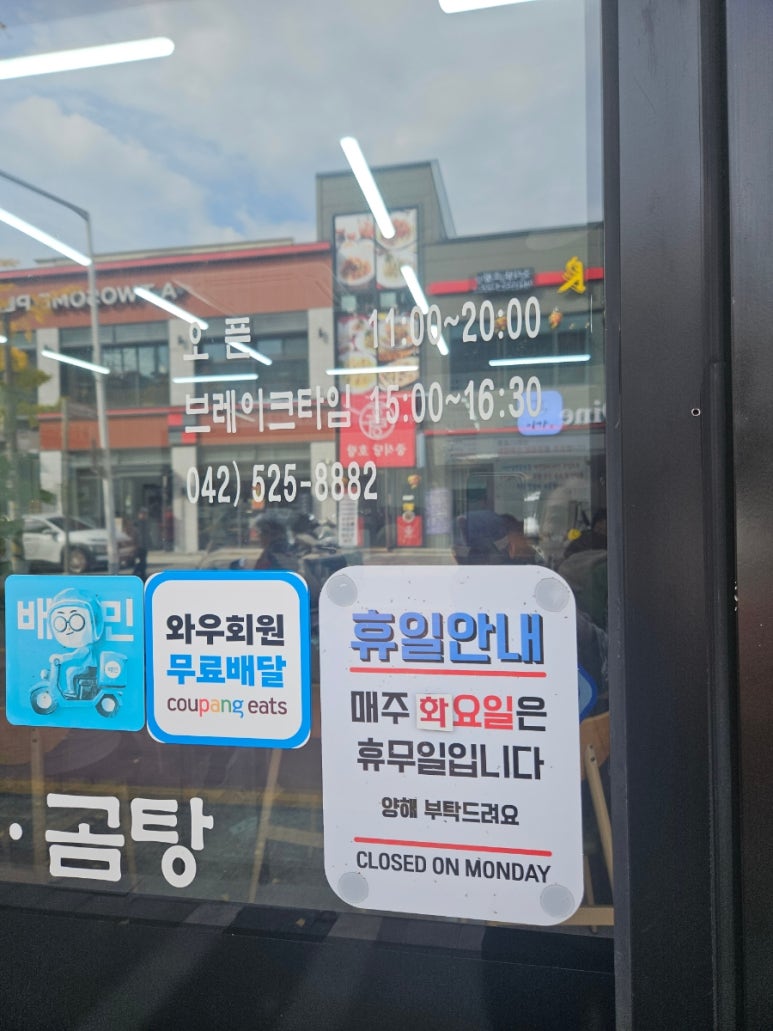 A TWOSOME PL
오픈 11:00~20:00
브레이크타임 15:00~16:30
042) 525-8882
배민
와우회원
무료배달
coupang eats
휴일안내
매주 화요일은
휴무일입니다
양해 부탁드려요
CLOSED ON MONDAY
·곰탕